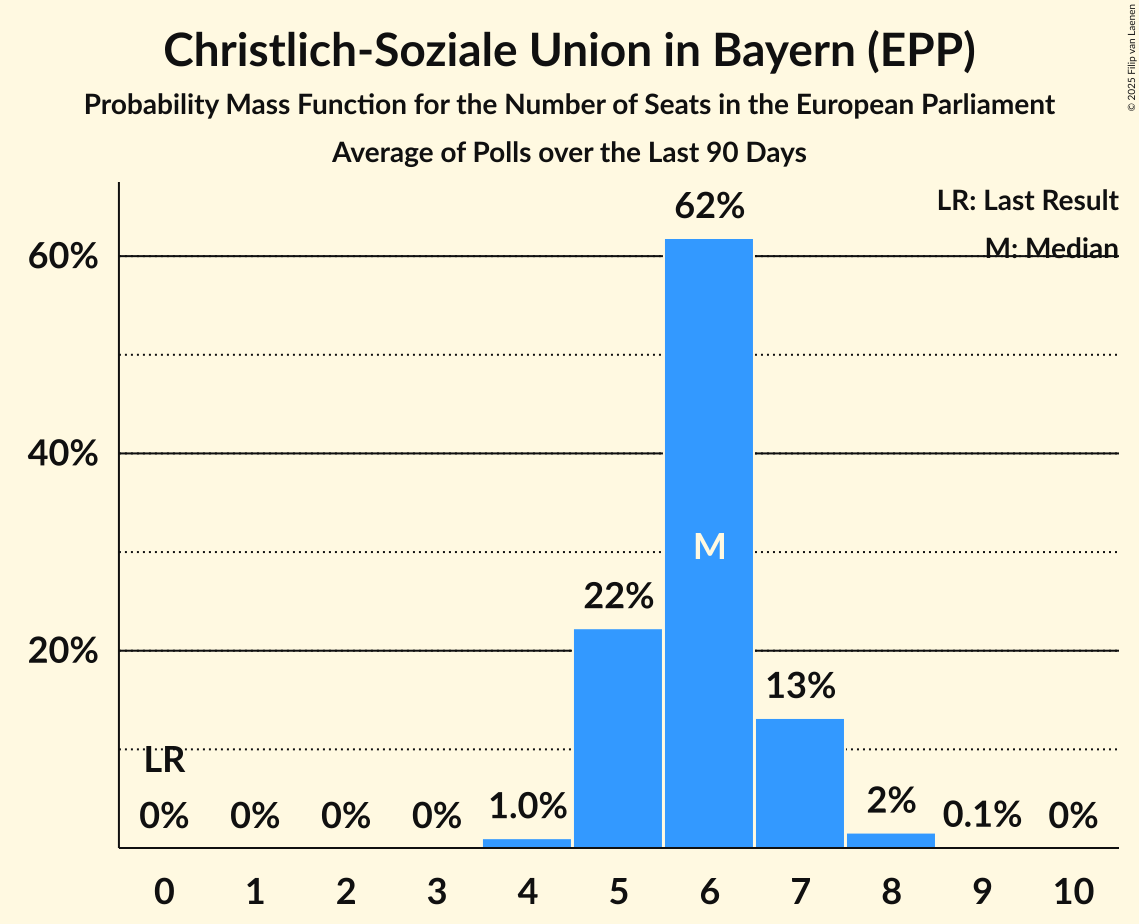 Christlich-Soziale Union in Bayern (EPP)
Probability Mass Function for the Number of Seats in the European Parliament
Average of Polls over the Last 90 Days
© 2025 Filip van Laenen
LR: Last Result
M: Median
62%
60%
40%
M
22%
20%
13%
LR
0% 0% 0% 0% 1.0% 2% 0.1% 0%
0 1 2 3 4 5 6 7 8 9 10